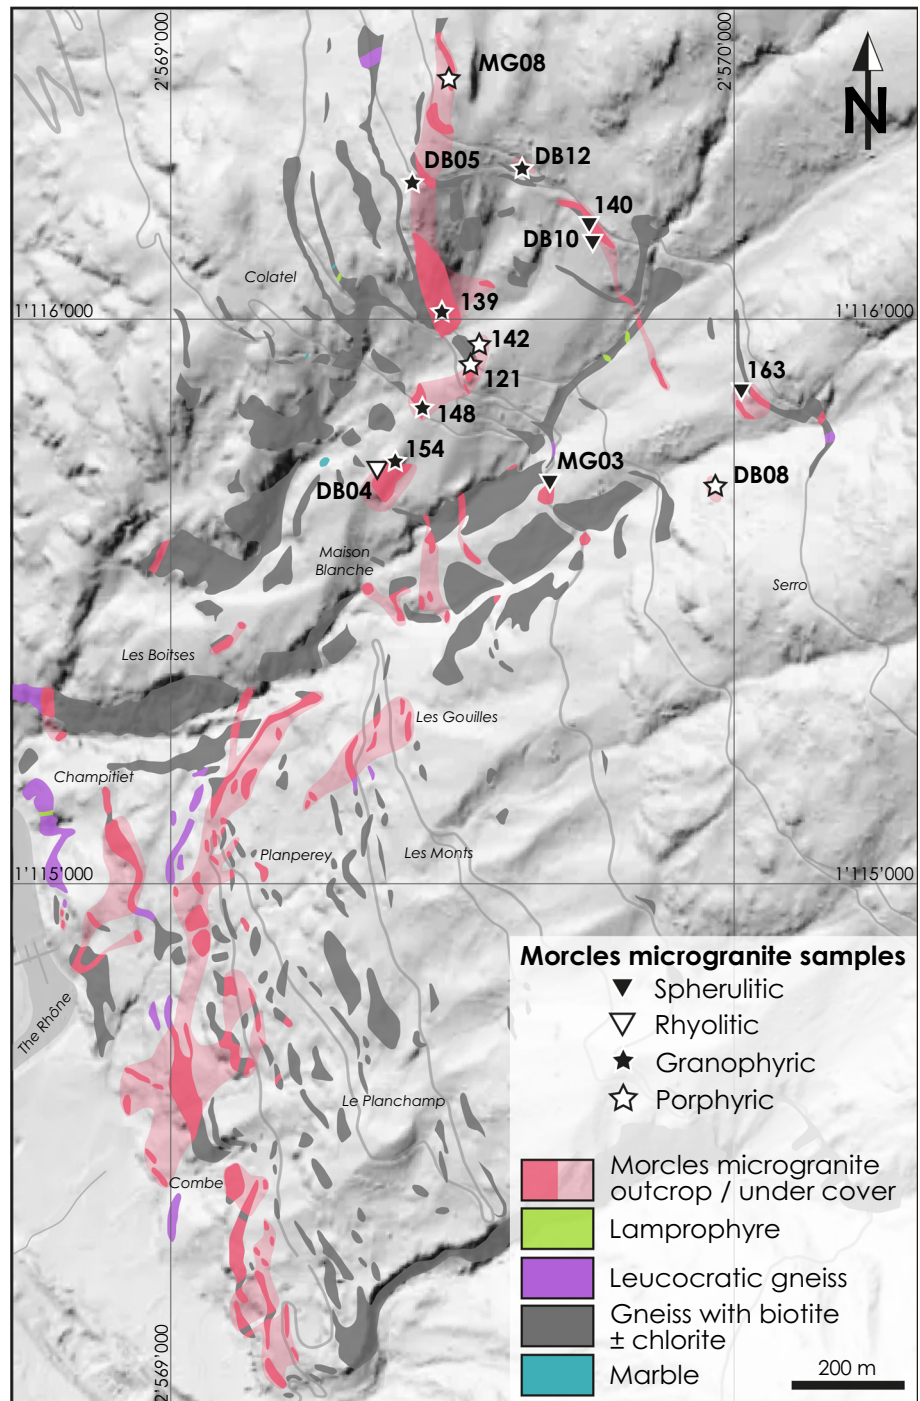 2'569'000
2'570'000
MG08
N
DB05
DB12
140
DB10
Colatel
139
1'116'000
1'116'000
142
121
163
148
154
MG03
DB04
DB08
Maison
Blanche
Serro
Les Boitses
Les Gouilles
Champitiet
Planperey
Les Monts
1'115'000
1'115'000
Morcles microgranite samples
Spherulitic
Rhyolitic
The Rhône
Granophyric
Le Planchamp
Porphyric
Morcles microgranite
outcrop / under cover
Combe
Lamprophyre
Leucocratic gneiss
Gneiss with biotite
± chlorite
Marble
200 m
2'569'000